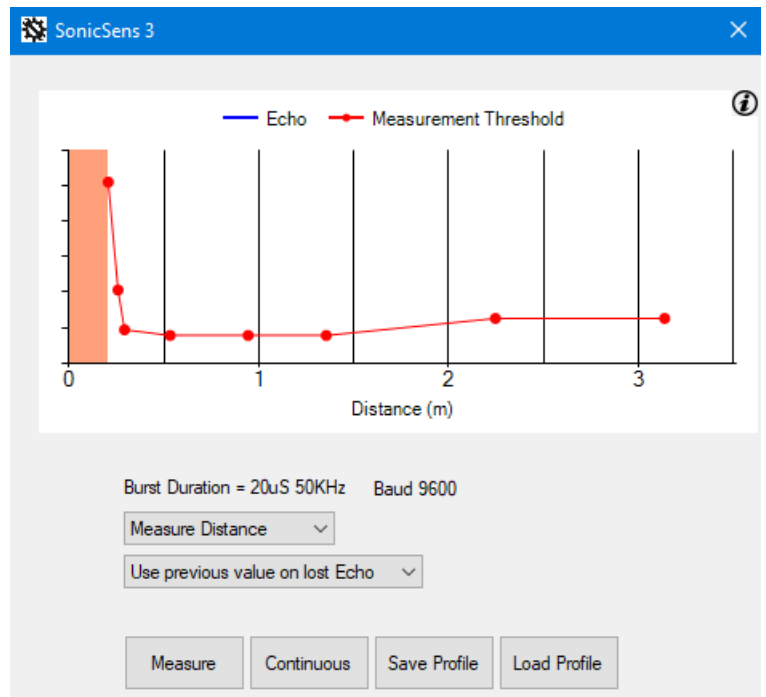 SonicSens 3
Echo Measurement Threshold
0 1 2 3
Distance (m)
Burst Duration = 20uS 50KHz Baud 9600
Measure Distance
Use previous value on lost Echo
Measure Continuous Save Profile Load Profile